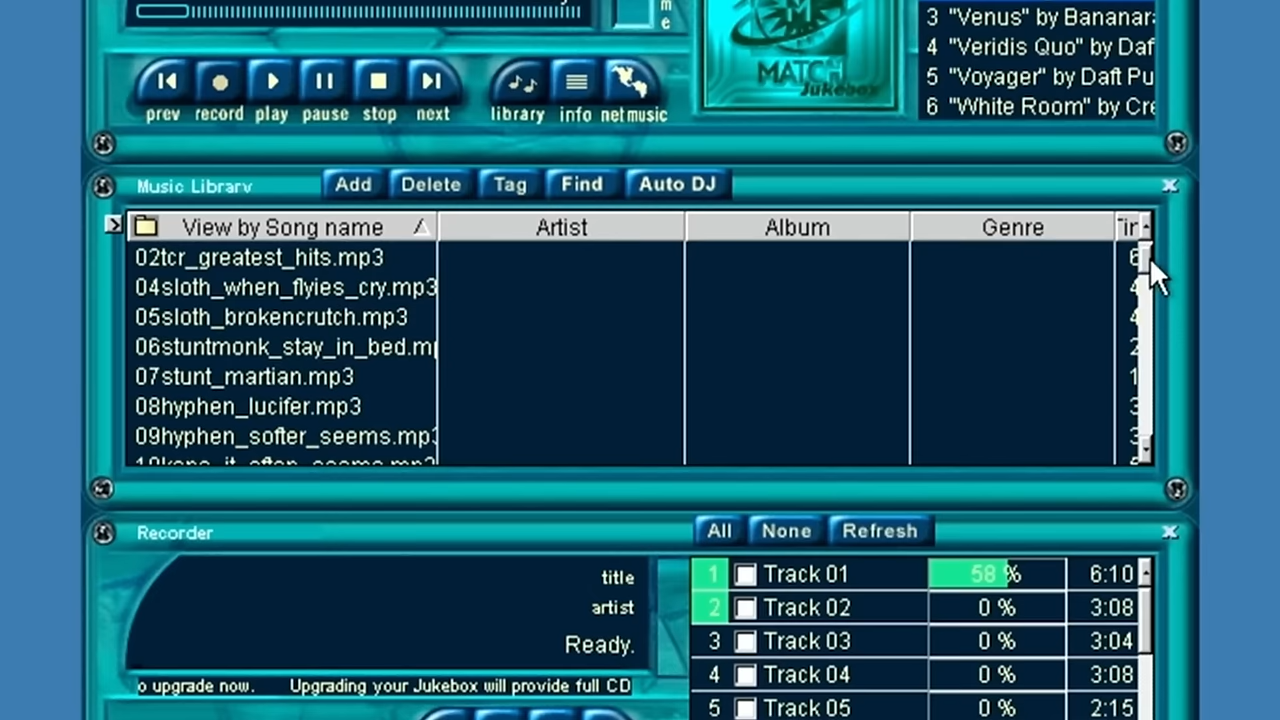 3 "Venus" by Bananar
4 "Veridis Quo" by Daf
5 "Voyager" by Daft Pu
6 "White Room" by Cre
MATCH
Jukebox
prev record play pause stop next library info net music
Music Library Add Delete Tag Find Auto DJ
View by Song name Artist Album Genre
02tcr_greatest_hits.mp3
04sloth_when_flyies_cry.mp3
05sloth_brokencrutch.mp3
06stuntmonk_stay_in_bed.mp
07stunt_martian.mp3
08hyphen_lucifer.mp3
09hyphen_softer_seems.mp3
Recorder All None Refresh
title
artist
Ready.
o upgrade now. Upgrading your Jukebox will provide full CD
1 Track 01 58 % 6:10
2 Track 02 0 % 3:08
3 Track 03 0 % 3:04
4 Track 04 0 % 3:08
5 Track 05 0 % 2:15